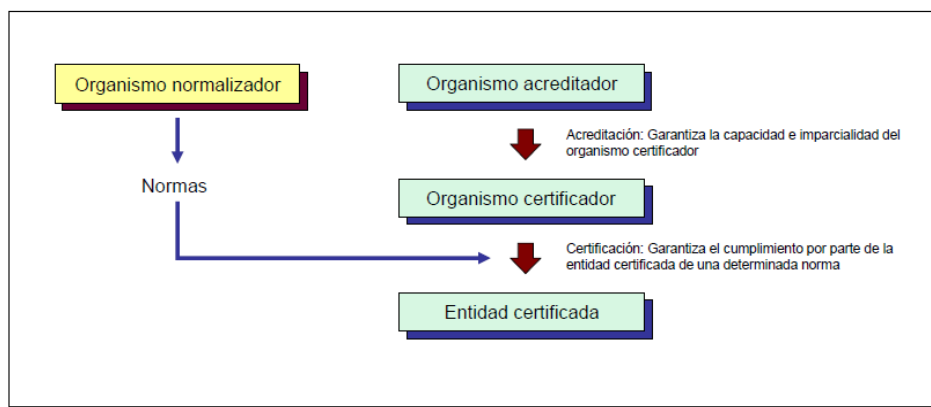 Organismo normalizador
Organismo acreditador
Acreditación: Garantiza la capacidad e imparcialidad del
organismo certificador
Normas
Organismo certificador
Certificación: Garantiza el cumplimiento por parte de la
entidad certificada de una determinada norma
Entidad certificada